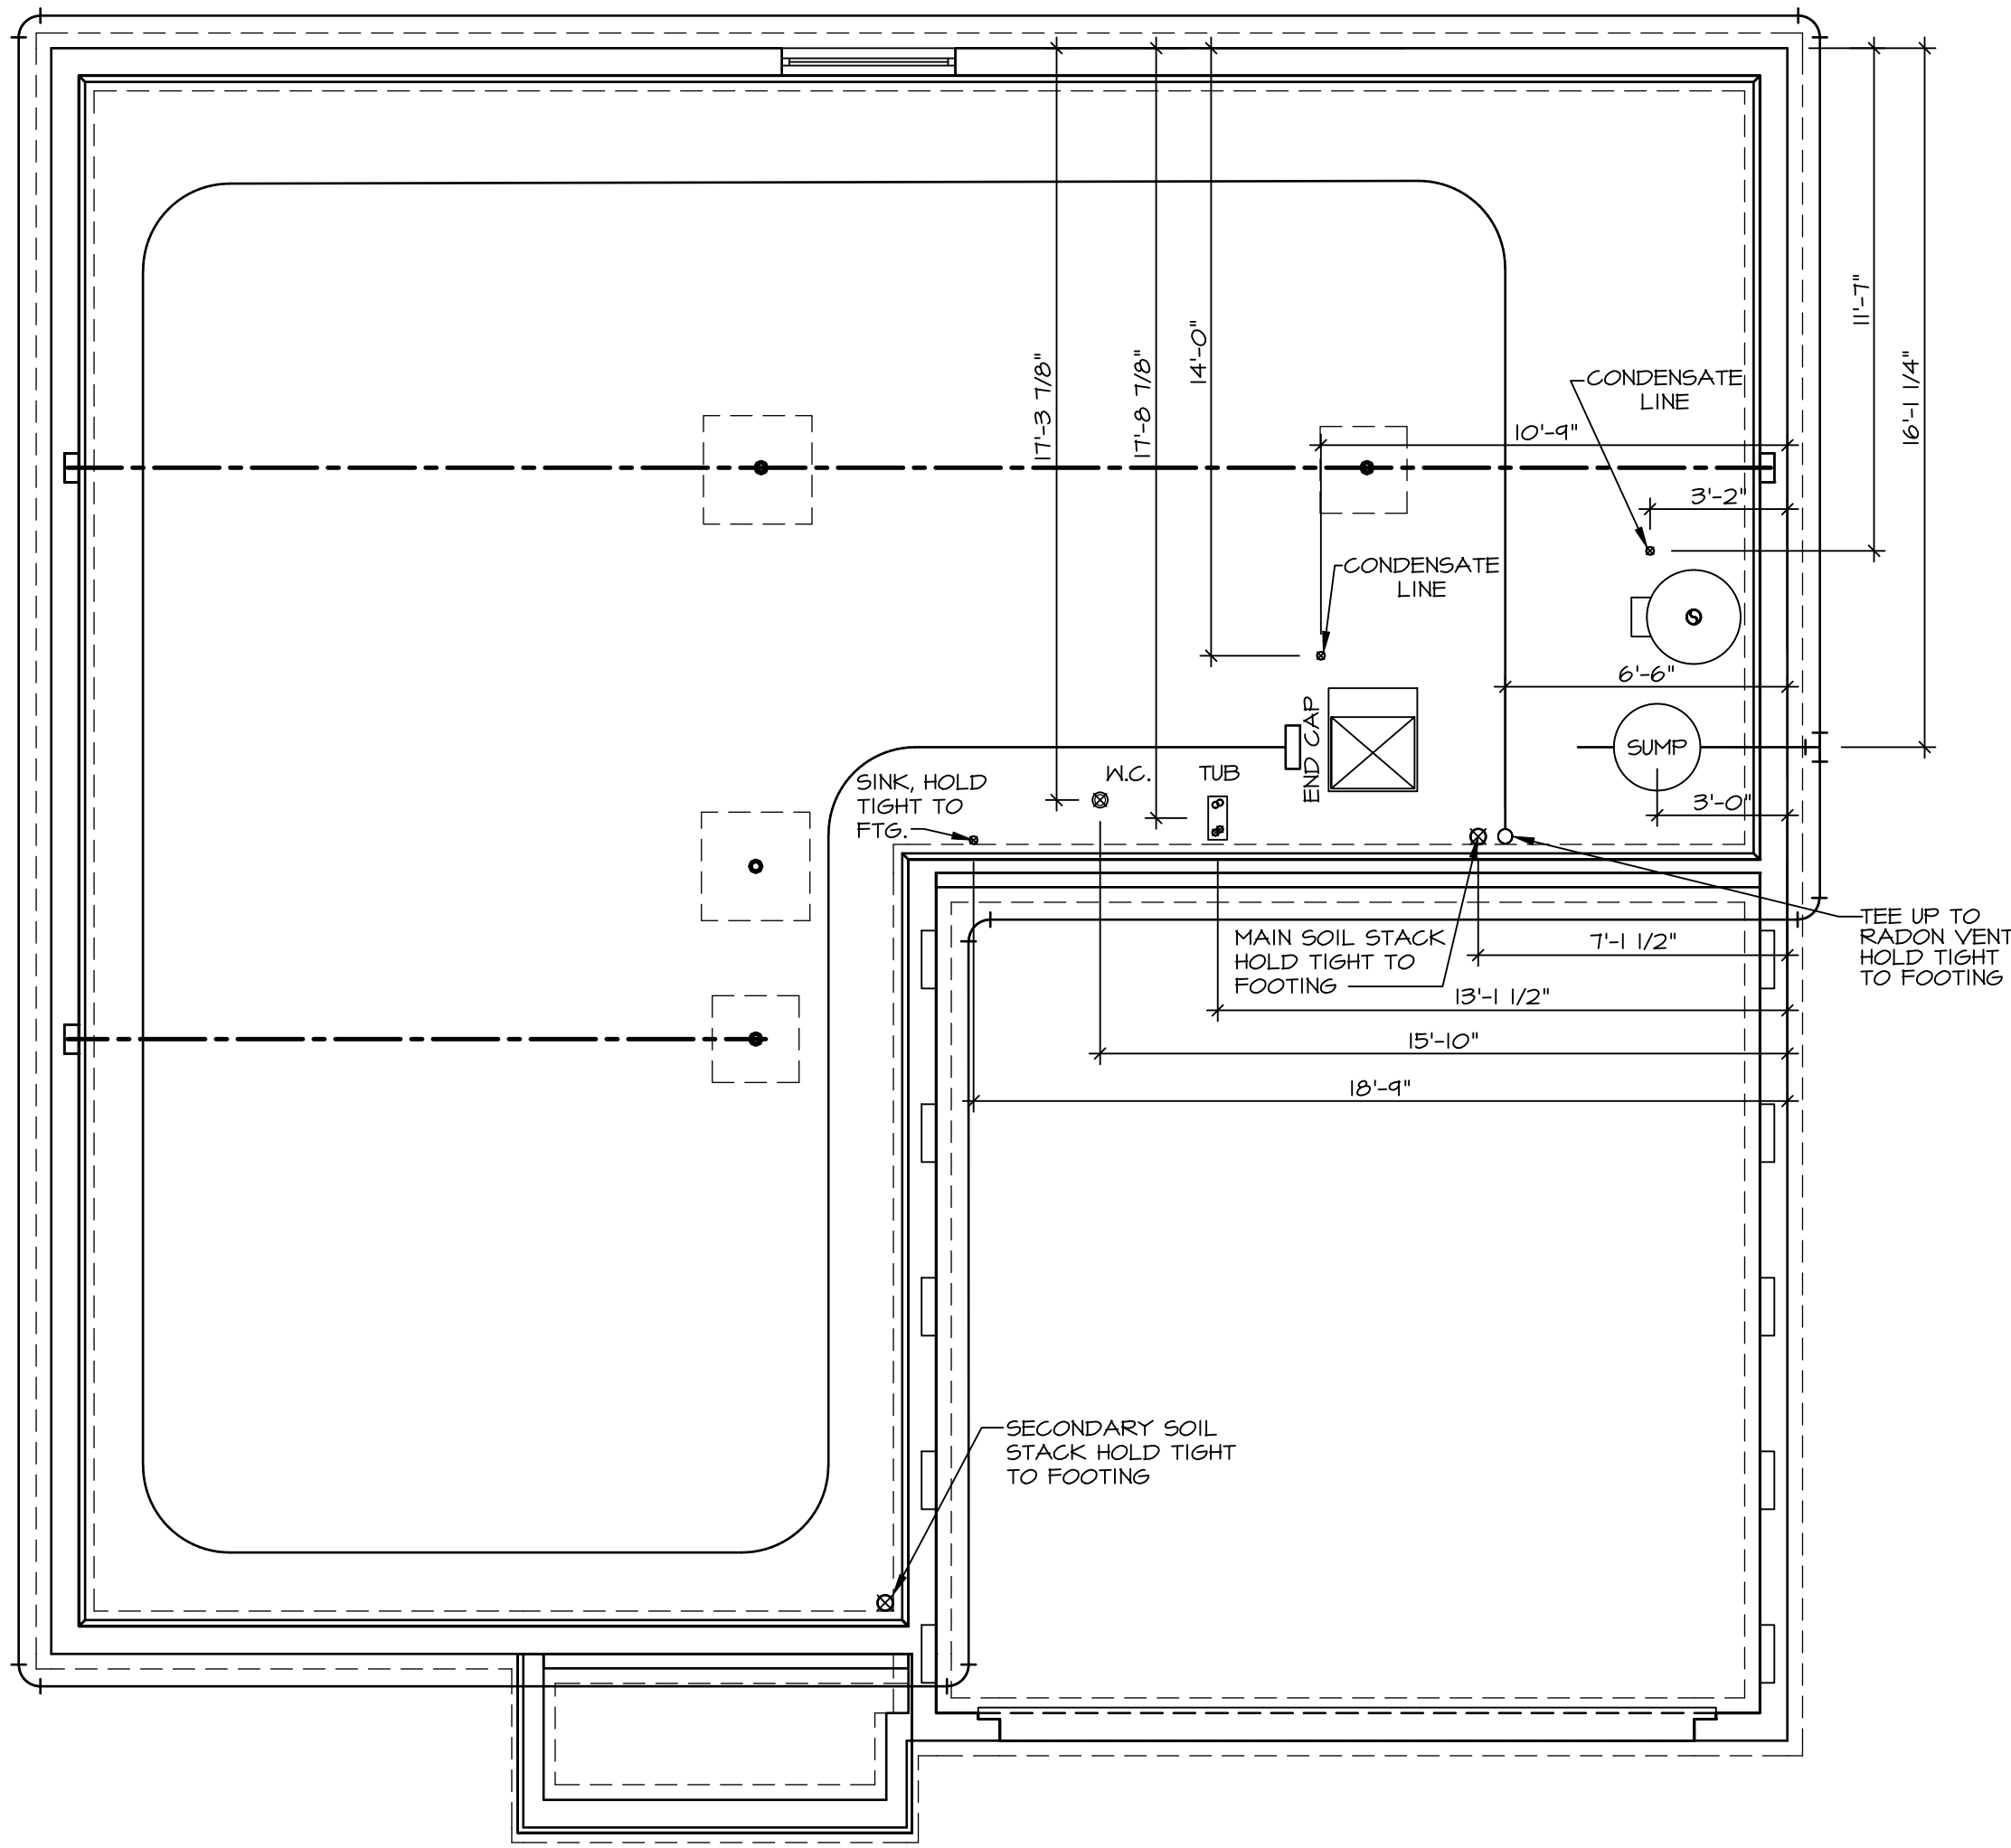 11'-7"
16'-1 1/4"
14'-0"
17'-3 7/8"
17'-8 7/8"
CONDENSATE
LINE
10'-9"
3'-2"
CONDENSATE
LINE
6'-6"
END CAP
SUMP
W.C.
TUB
SINK, HOLD
TIGHT TO
FTG.
3'-0"
MAIN SOIL STACK
HOLD TIGHT TO
FOOTING
7'-1 1/2"
TEE UP TO
RADON VENT
HOLD TIGHT
TO FOOTING
13'-1 1/2"
15'-10"
18'-9"
SECONDARY SOIL
STACK HOLD TIGHT
TO FOOTING